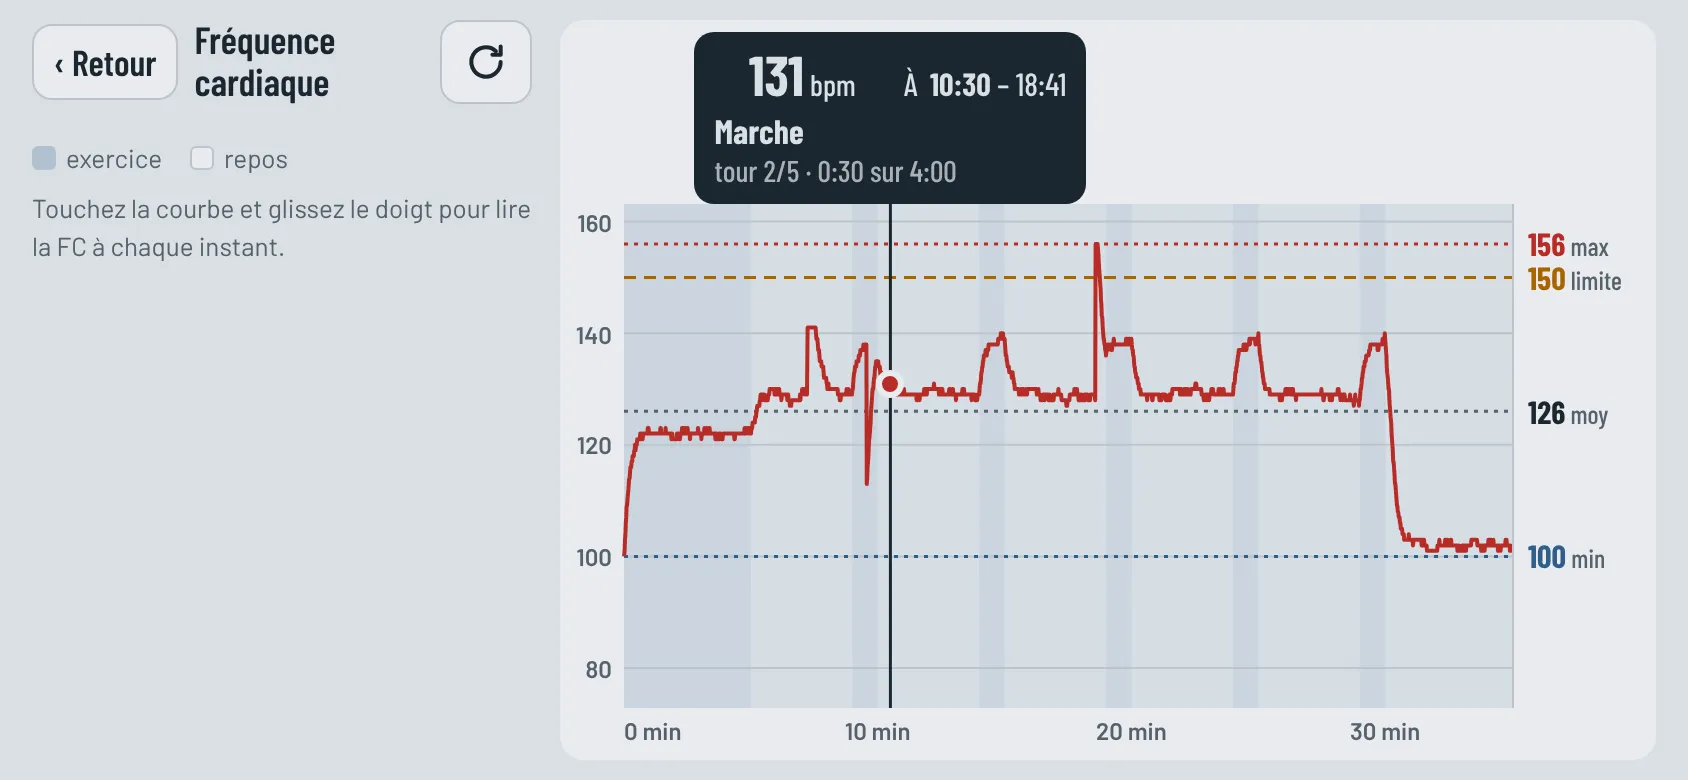 ‹ Retour
Fréquence
cardiaque
exercice
repos
Touchez la courbe et glissez le doigt pour lire
la FC à chaque instant.
131 bpm À 10:30 – 18:41
Marche
tour 2/5 · 0:30 sur 4:00
160
140
120
100
80
156 max
150 limite
126 moy
100 min
0 min
10 min
20 min
30 min